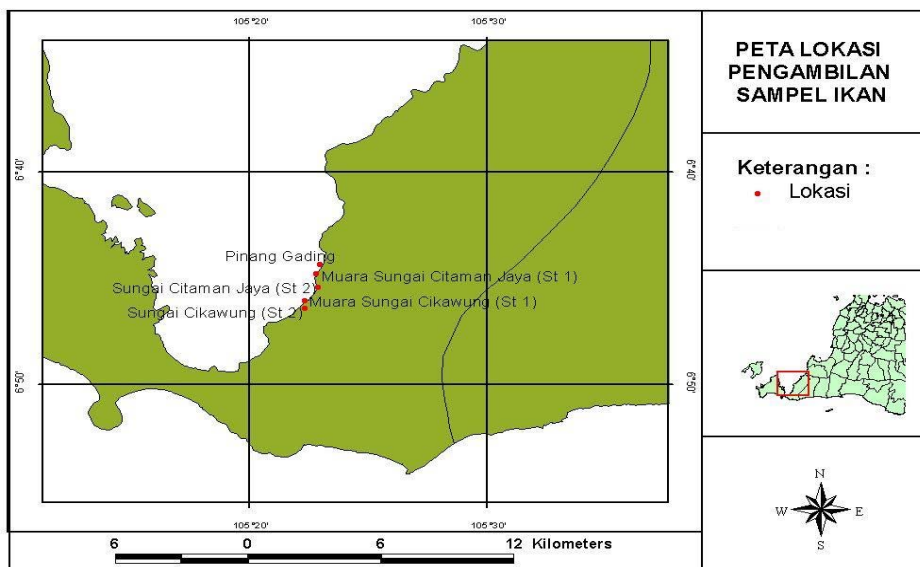 105°20'
105°30'
6°40'
6°40'
Pinang Gading
Muara Sungai Citaman Jaya (St 1)
Sungai Citaman Jaya (St 2)
Muara Sungai Cikawung (St 1)
Sungai Cikawung (St 2)
6°50'
6°50'
105°20'
105°30'
6 0 6 12 Kilometers
PETA LOKASI
PENGAMBILAN
SAMPEL IKAN
Keterangan :
Lokasi
N
W E
S